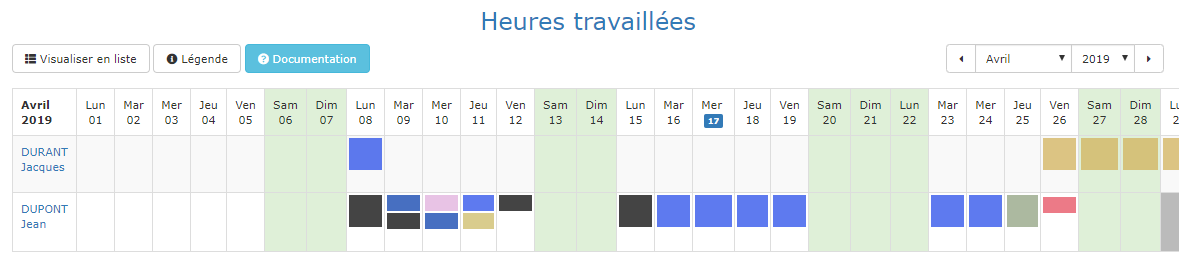 Heures travaillées
Visualiser en liste Légende Documentation Avril 2019
Avril Lun Mar Mer Jeu Ven Sam Dim Lun Mar Mer Jeu Ven Sam Dim Lun Mar Mer Jeu Ven Sam Dim Lun Mar Mer Jeu Ven Sam Dim
2019 01 02 03 04 05 06 07 08 09 10 11 12 13 14 15 16 17 18 19 20 21 22 23 24 25 26 27 28
DURANT
Jacques
DUPONT
Jean